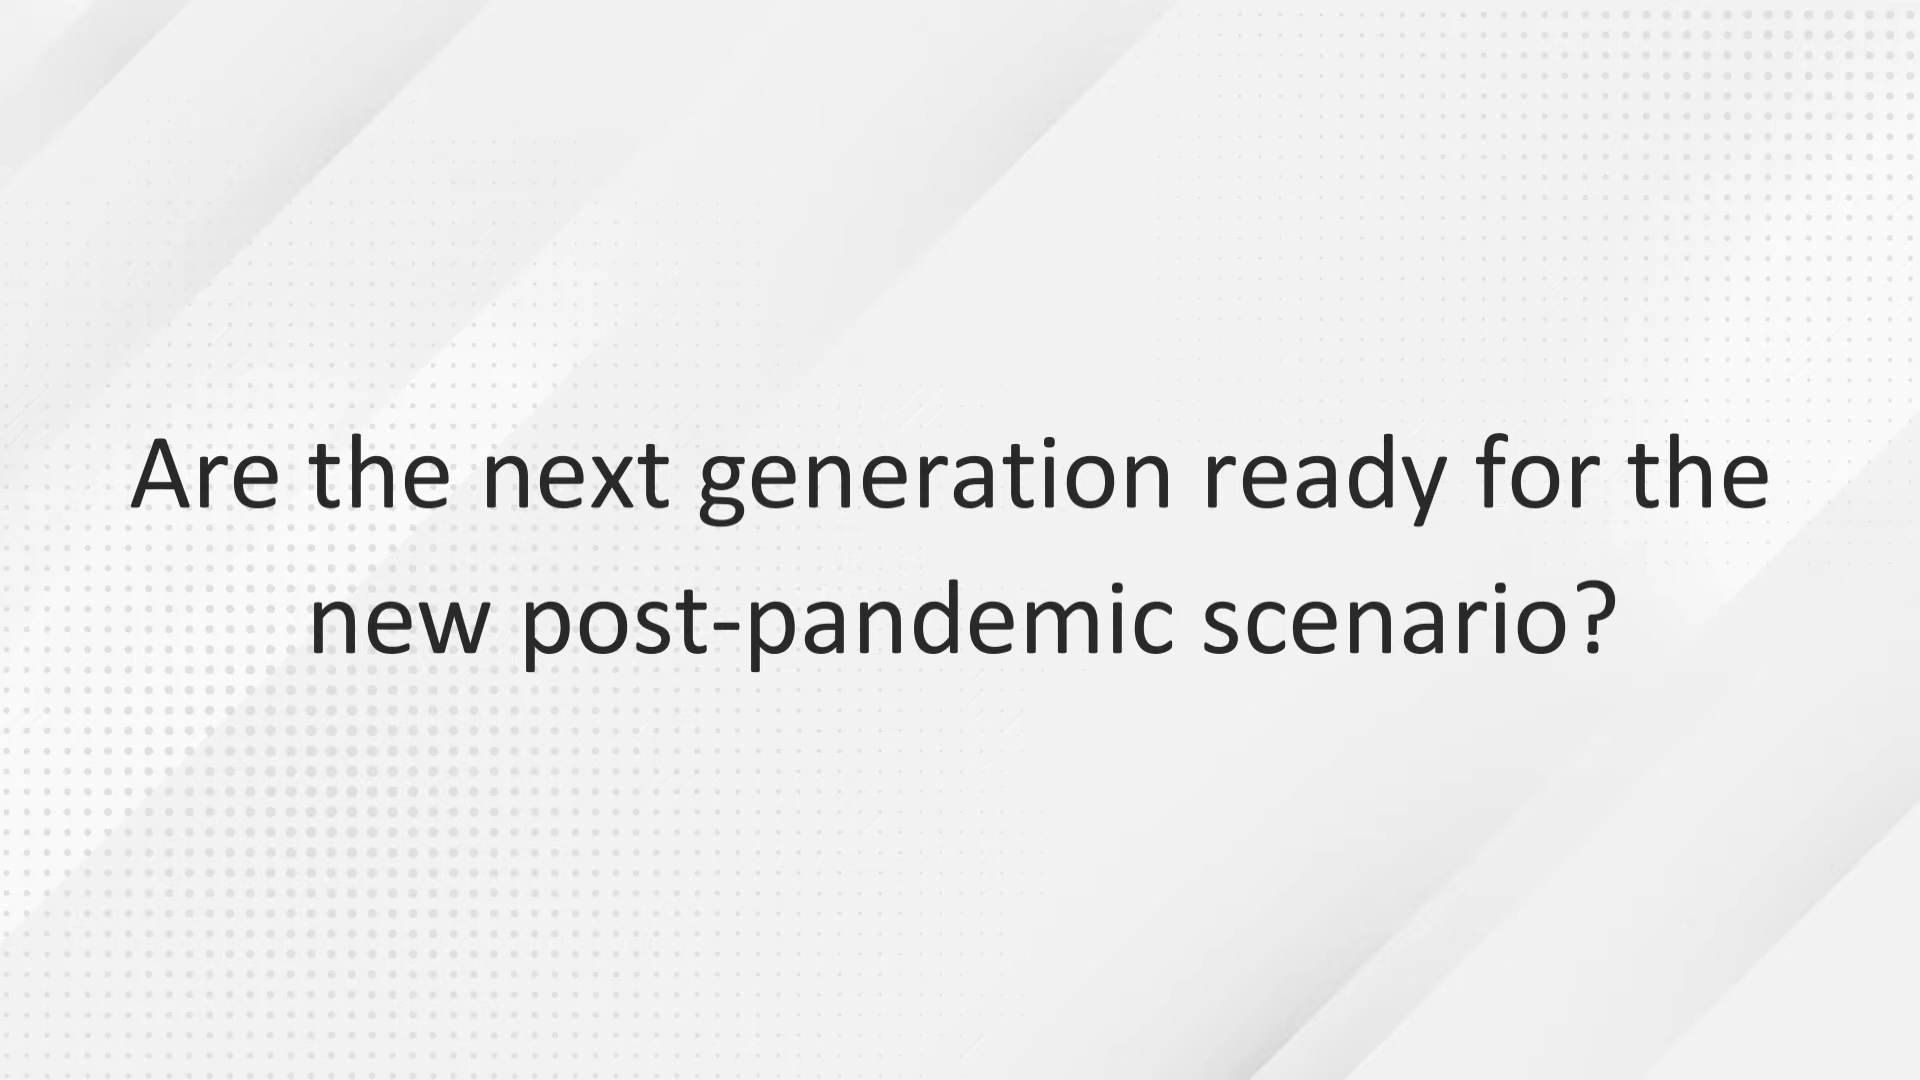 Are the next generation ready for the
new post-pandemic scenario?